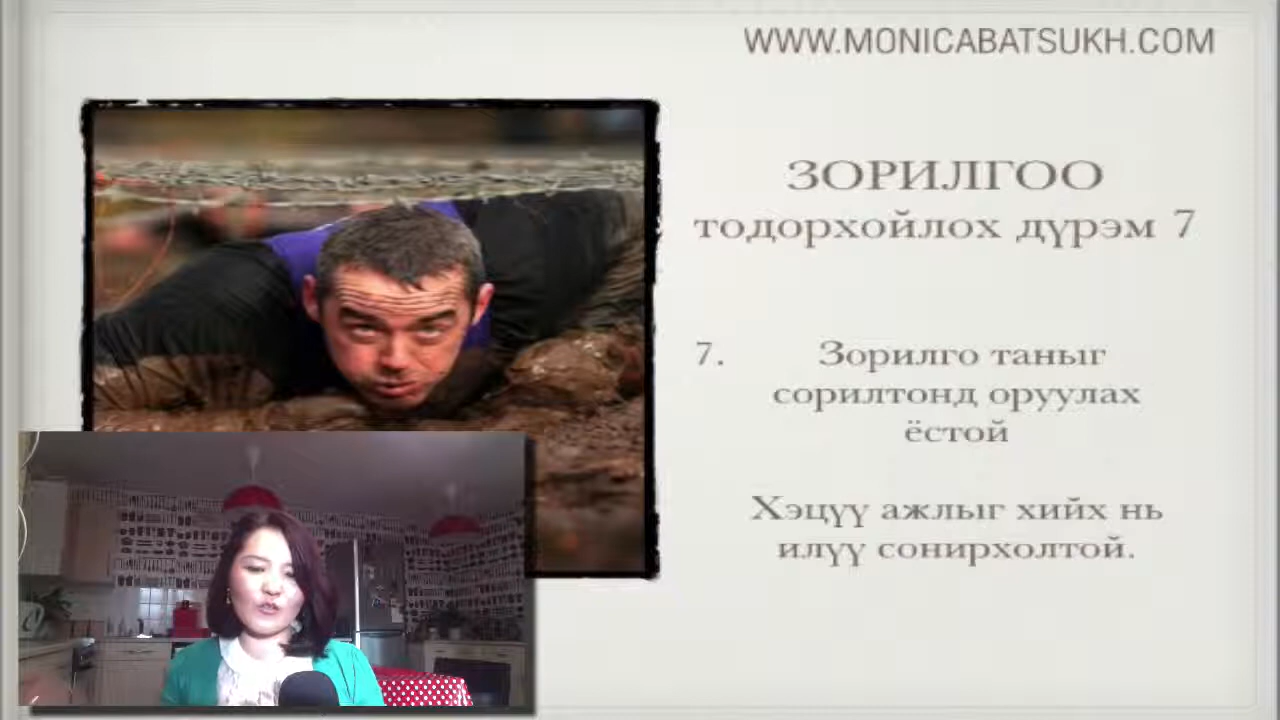 WWW.MONICABATSUKH.COM
ЗОРИЛГОО
тодорхойлох дүрэм 7
7. Зорилго таныг
сорилтонд оруулах
ёстой
Хэцүү ажлыг хийх нь
илүү сонирхолтой.